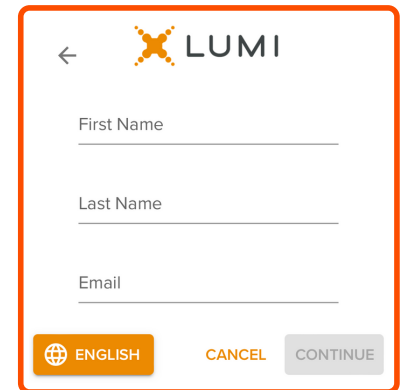 LUMI
First Name
Last Name
Email
ENGLISH
CANCEL
CONTINUE